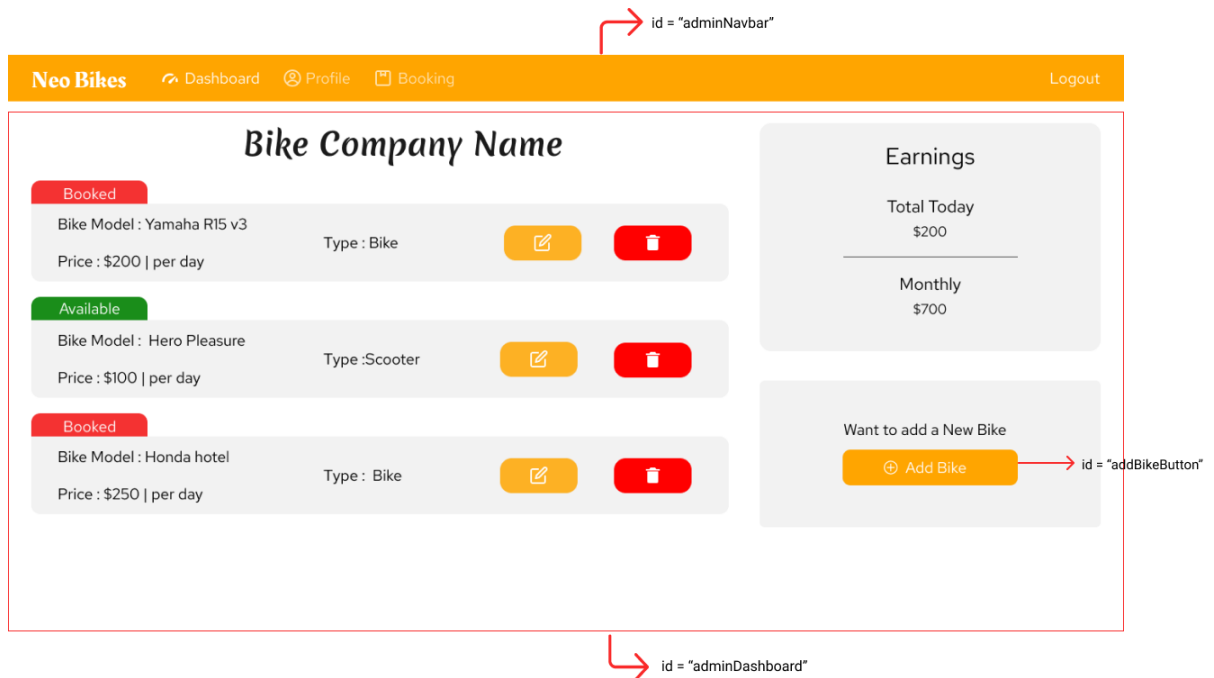 id = “adminNavbar”
Neo Bikes Dashboard Profile Booking Logout
Bike Company Name
Booked
Bike Model : Yamaha R15 v3
Type : Bike
Price : $200 | per day
Available
Bike Model : Hero Pleasure
Type :Scooter
Price : $100 | per day
Booked
Bike Model : Honda hotel
Type : Bike
Price : $250 | per day
Earnings
Total Today
$200
Monthly
$700
Want to add a New Bike
Add Bike
id = “addBikeButton”
id = “adminDashboard”